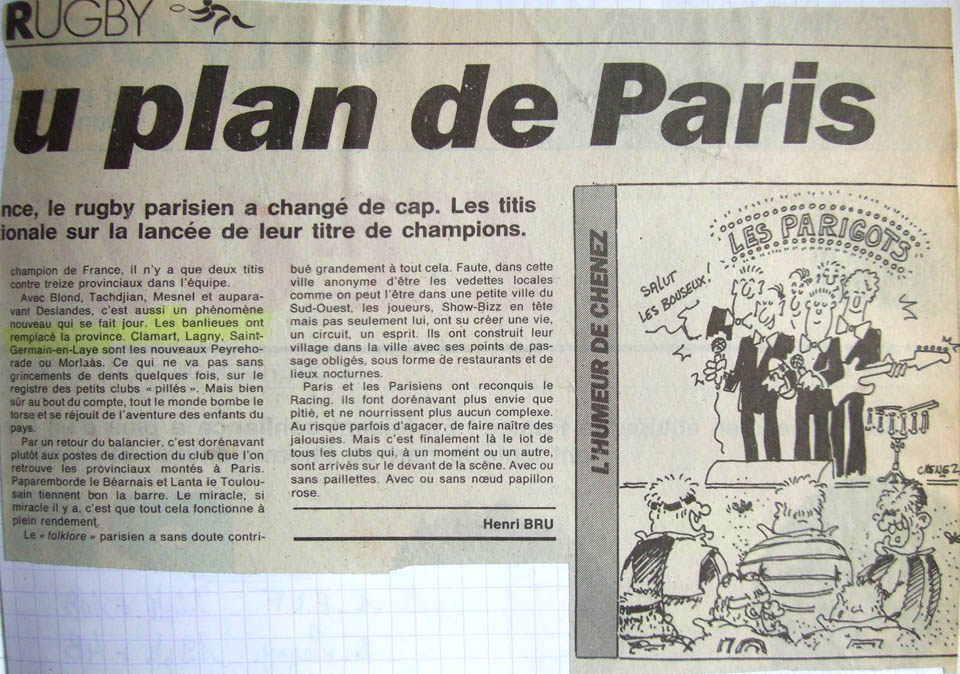 RUGBY
u plan de Paris
nce, le rugby parisien a changé de cap. Les titis
tionale sur la lancée de leur titre de champions.
champion de France, il n'y a que deux titis
contre treize provinciaux dans l'équipe.
Avec Blond, Tachdjian, Mesnel et aupara-
vant Deslandes, c'est aussi un phénomène
nouveau qui se fait jour. Les banlieues ont
remplacé la province. Clamart, Lagny, Saint-
Germain-en-Laye sont les nouveaux Peyreho-
rade ou Morlaàs. Ce qui ne va pas sans
grincements de dents quelques fois, sur le
registre des petits clubs « pillés ». Mais bien
sûr au bout du compte, tout le monde bombe le
torse et se réjouit de l'aventure des enfants du
pays.
Par un retour du balancier, c'est dorénavant
plutôt aux postes de direction du club que l'on
retrouve les provinciaux montés à Paris.
Paparemborde le Béarnais et Lanta le Toulou-
sain tiennent bon la barre. Le miracle, si
miracle il y a, c'est que tout cela fonctionne à
plein rendement.
Le « folklore » parisien a sans doute contri-
bué grandement à tout cela. Faute, dans cette
ville anonyme d'être les vedettes locales
comme on peut l'être dans une petite ville du
Sud-Ouest, les joueurs, Show-Bizz en tête
mais pas seulement lui, ont su créer une vie,
un circuit, un esprit. Ils ont construit leur
village dans la ville avec ses points de pas-
sage obligés, sous forme de restaurants et de
lieux nocturnes.
Paris et les Parisiens ont reconquis le
Racing. Ils font dorénavant plus envie que
pitié, et ne nourrissent plus aucun complexe.
Au risque parfois d'agacer, de faire naître des
jalousies. Mais c'est finalement là le lot de
tous les clubs qui, à un moment ou un autre,
sont arrivés sur le devant de la scène. Avec ou
sans paillettes. Avec ou sans nœud papillon
rose.
Henri BRU
L'HUMEUR DE CHENEZ
LES PARIGOTS
SALUT
LES BOUSEUX!
CHENEZ